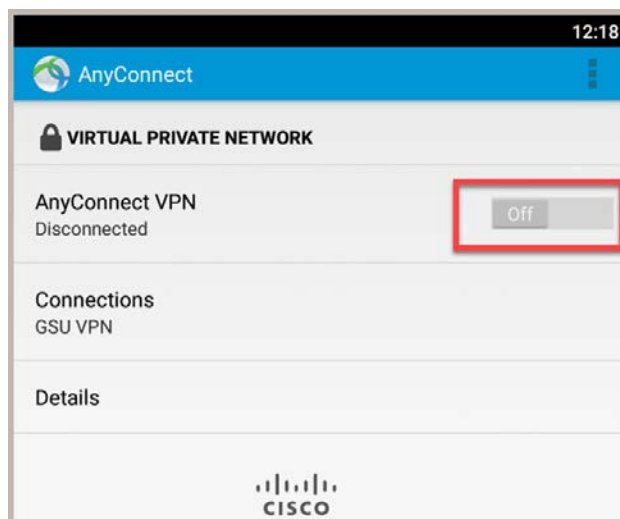 12:18
AnyConnect
VIRTUAL PRIVATE NETWORK
AnyConnect VPN
Off
Disconnected
Connections
GSU VPN
Details
CISCO